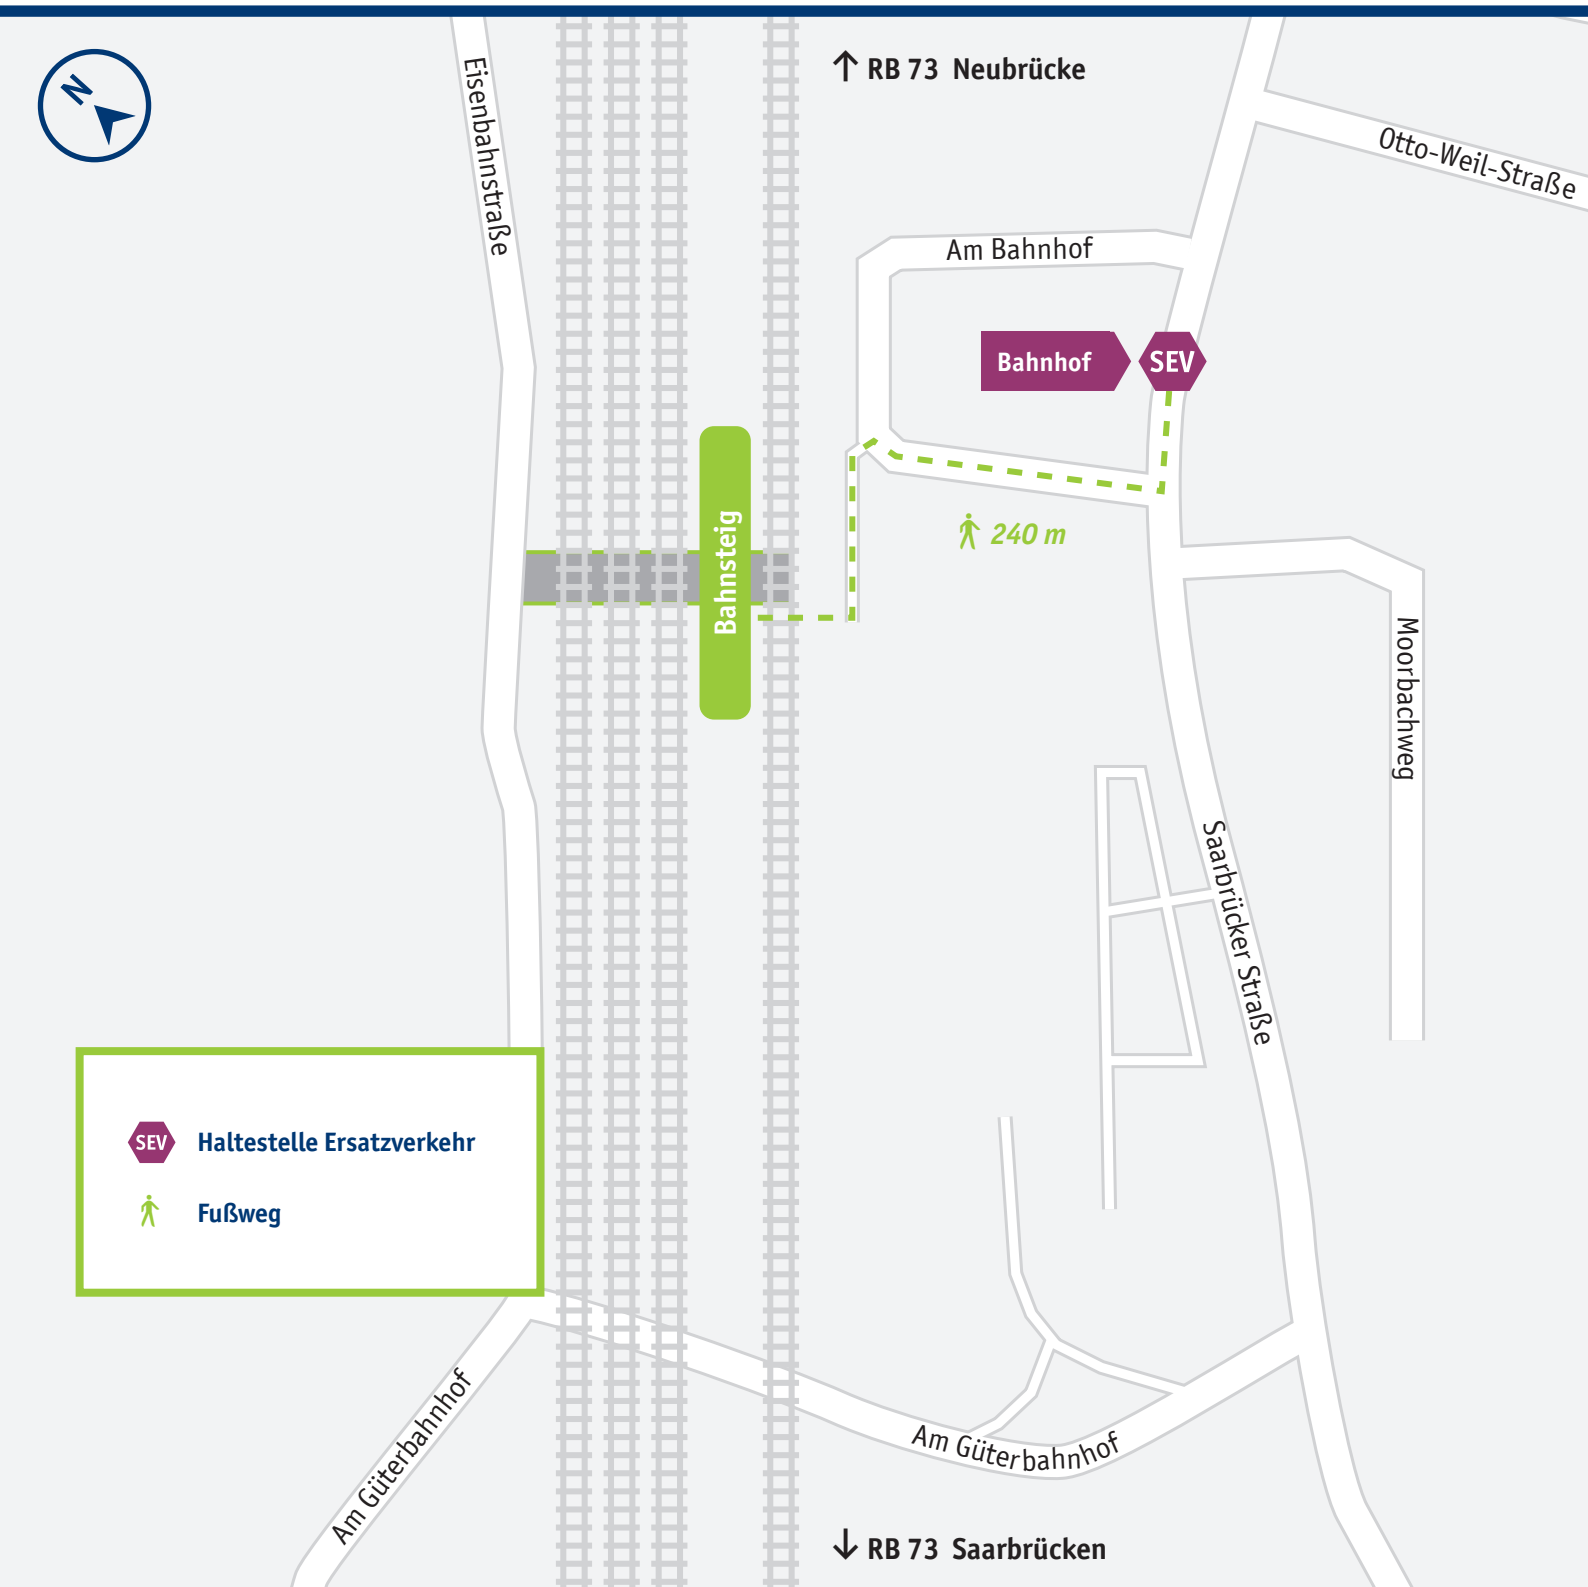 N
Eisenbahnstraße
↑ RB 73 Neubrücke
Otto-Weil-Straße
Am Bahnhof
Bahnhof
SEV
Bahnsteig
240 m
Moorbachweg
Saarbrücker Straße
SEV Haltestelle Ersatzverkehr
Fußweg
Am Güterbahnhof
Am Güterbahnhof
↓ RB 73 Saarbrücken